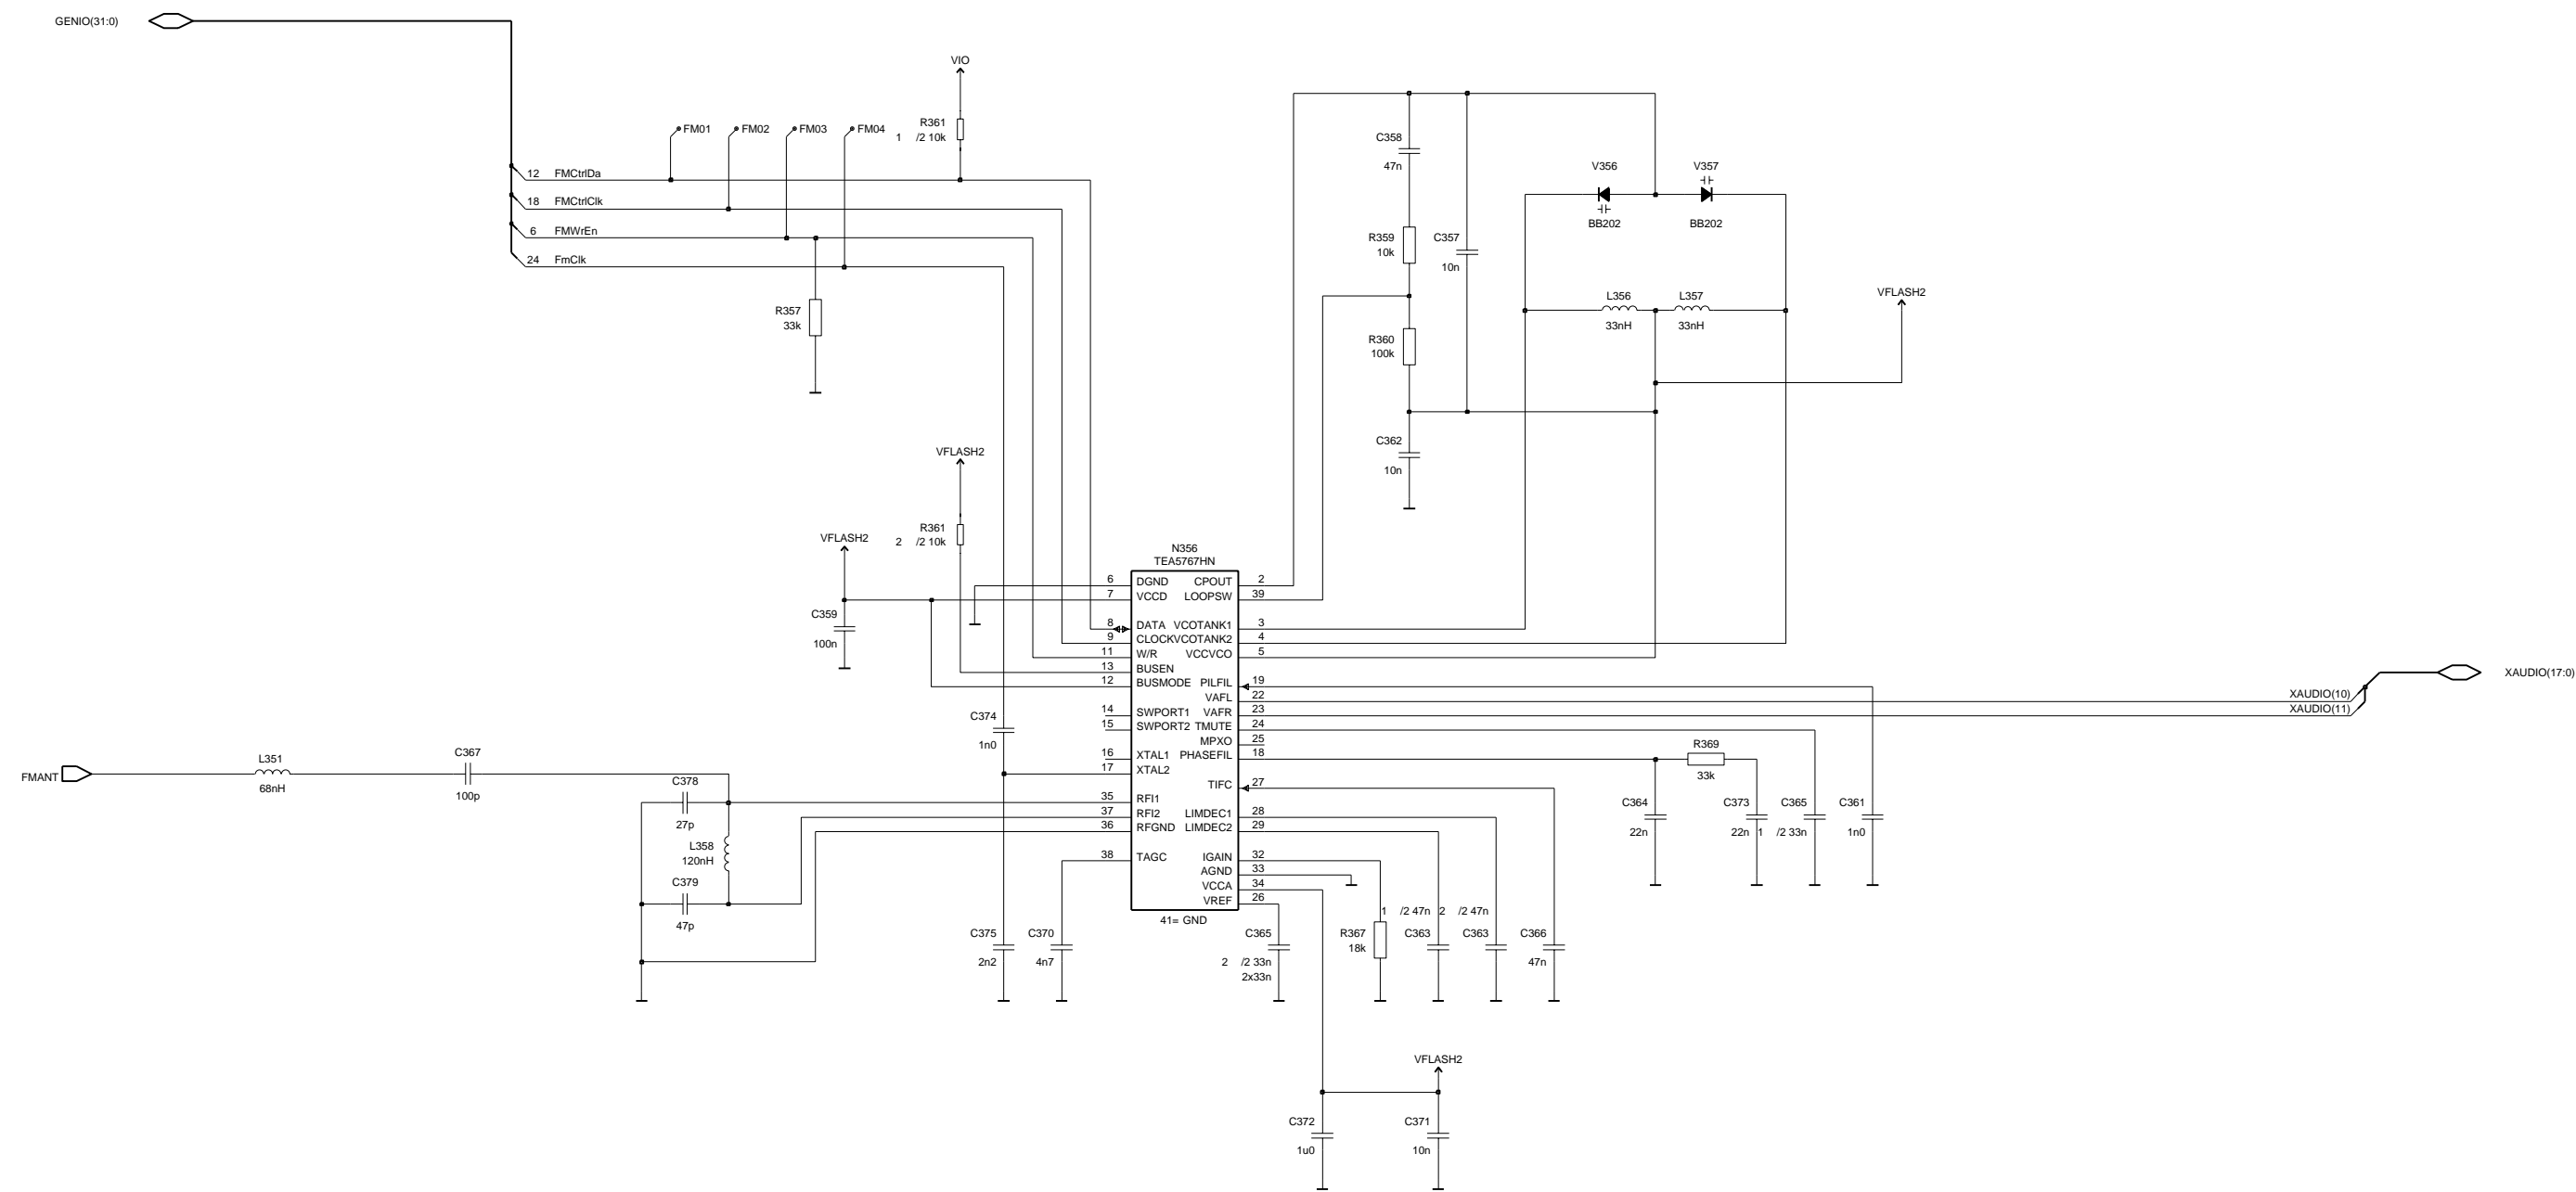 GENIO(31:0)
VIO
FM01
FM02
FM03
FM04
R361
1 /2 10k
12 FMCtrlDa
18 FMCtrlClk
6 FMWrEn
24 FmClk
R357
33k
C358
47n
R359
10k
C357
10n
R360
100k
C362
10n
V356
BB202
V357
BB202
L356
33nH
L357
33nH
VFLASH2
VFLASH2
R361
2 /2 10k
VFLASH2
C359
100n
N356
TEA5767HN
6 DGND CPOUT 2
7 VCCD LOOPSW 39
8 DATA VCOTANK1 3
9 CLOCK VCOTANK2 4
11 W/R VCCVCO 5
13 BUSEN
12 BUSMODE PILFIL 19
VAFL 22
14 SWPORT1 VAFR 23
15 SWPORT2 TMUTE 24
MPXO 25
16 XTAL1 PHASEFIL 18
17 XTAL2
TIFC 27
35 RFI1
37 RFI2 LIMDEC1 28
36 RFGND LIMDEC2 29
38 TAGC IGAIN 32
AGND 33
VCCA 34
VREF 26
41= GND
XAUDIO(17:0)
XAUDIO(10)
XAUDIO(11)
C374
1n0
FMANT
L351
68nH
C367
100p
C378
27p
L358
120nH
C379
47p
C375
2n2
C370
4n7
C365
2 /2 33n
2x33n
R367
18k
1 /2 47n
C363
2 /2 47n
C363
C366
47n
R369
33k
C364
22n
C373
22n
C365
1 /2 33n
C361
1n0
VFLASH2
C372
1u0
C371
10n